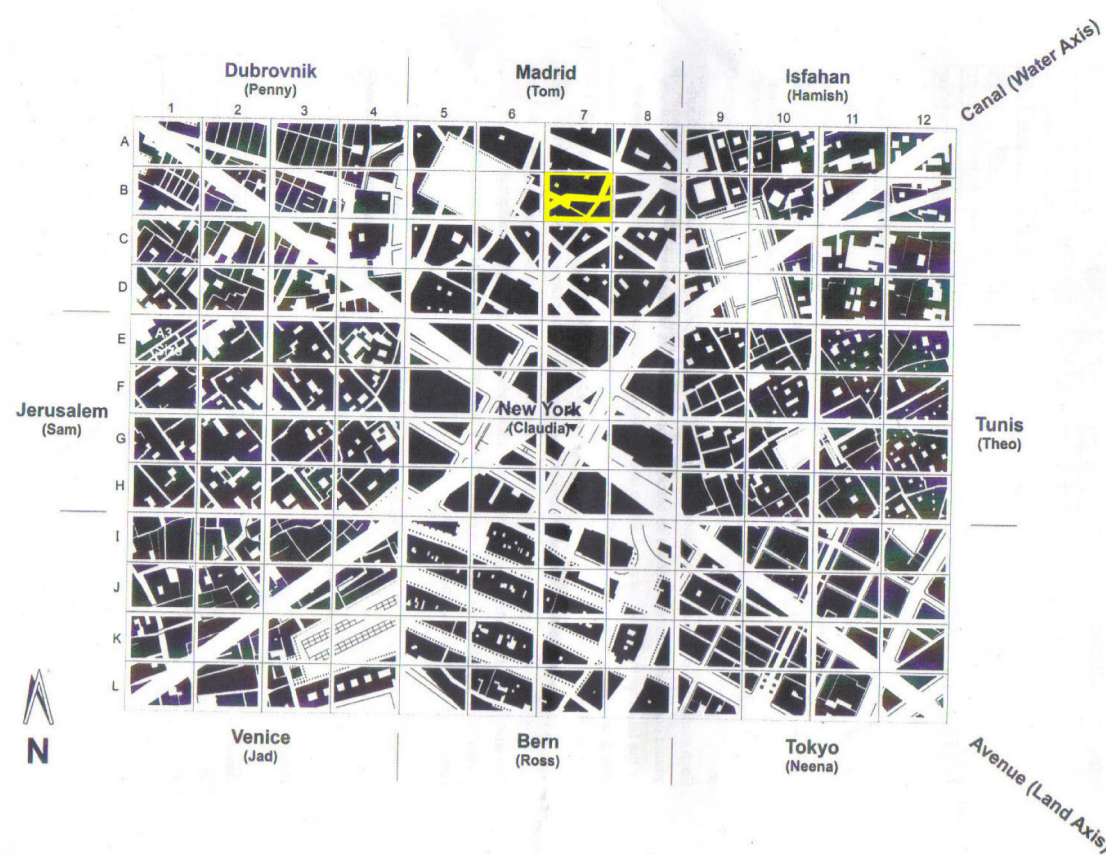 Canal (Water Axis)
Dubrovnik
(Penny)
Madrid
(Tom)
Isfahan
(Hamish)
1 2 3 4 5 6 7 8 9 10 11 12
A
B
C
D
E
F
G
H
I
J
K
L
A3
Jerusalem
(Sam)
New York
(Claudia)
Tunis
(Theo)
N
Venice
(Jad)
Bern
(Ross)
Tokyo
(Neena)
Avenue (Land Axis)